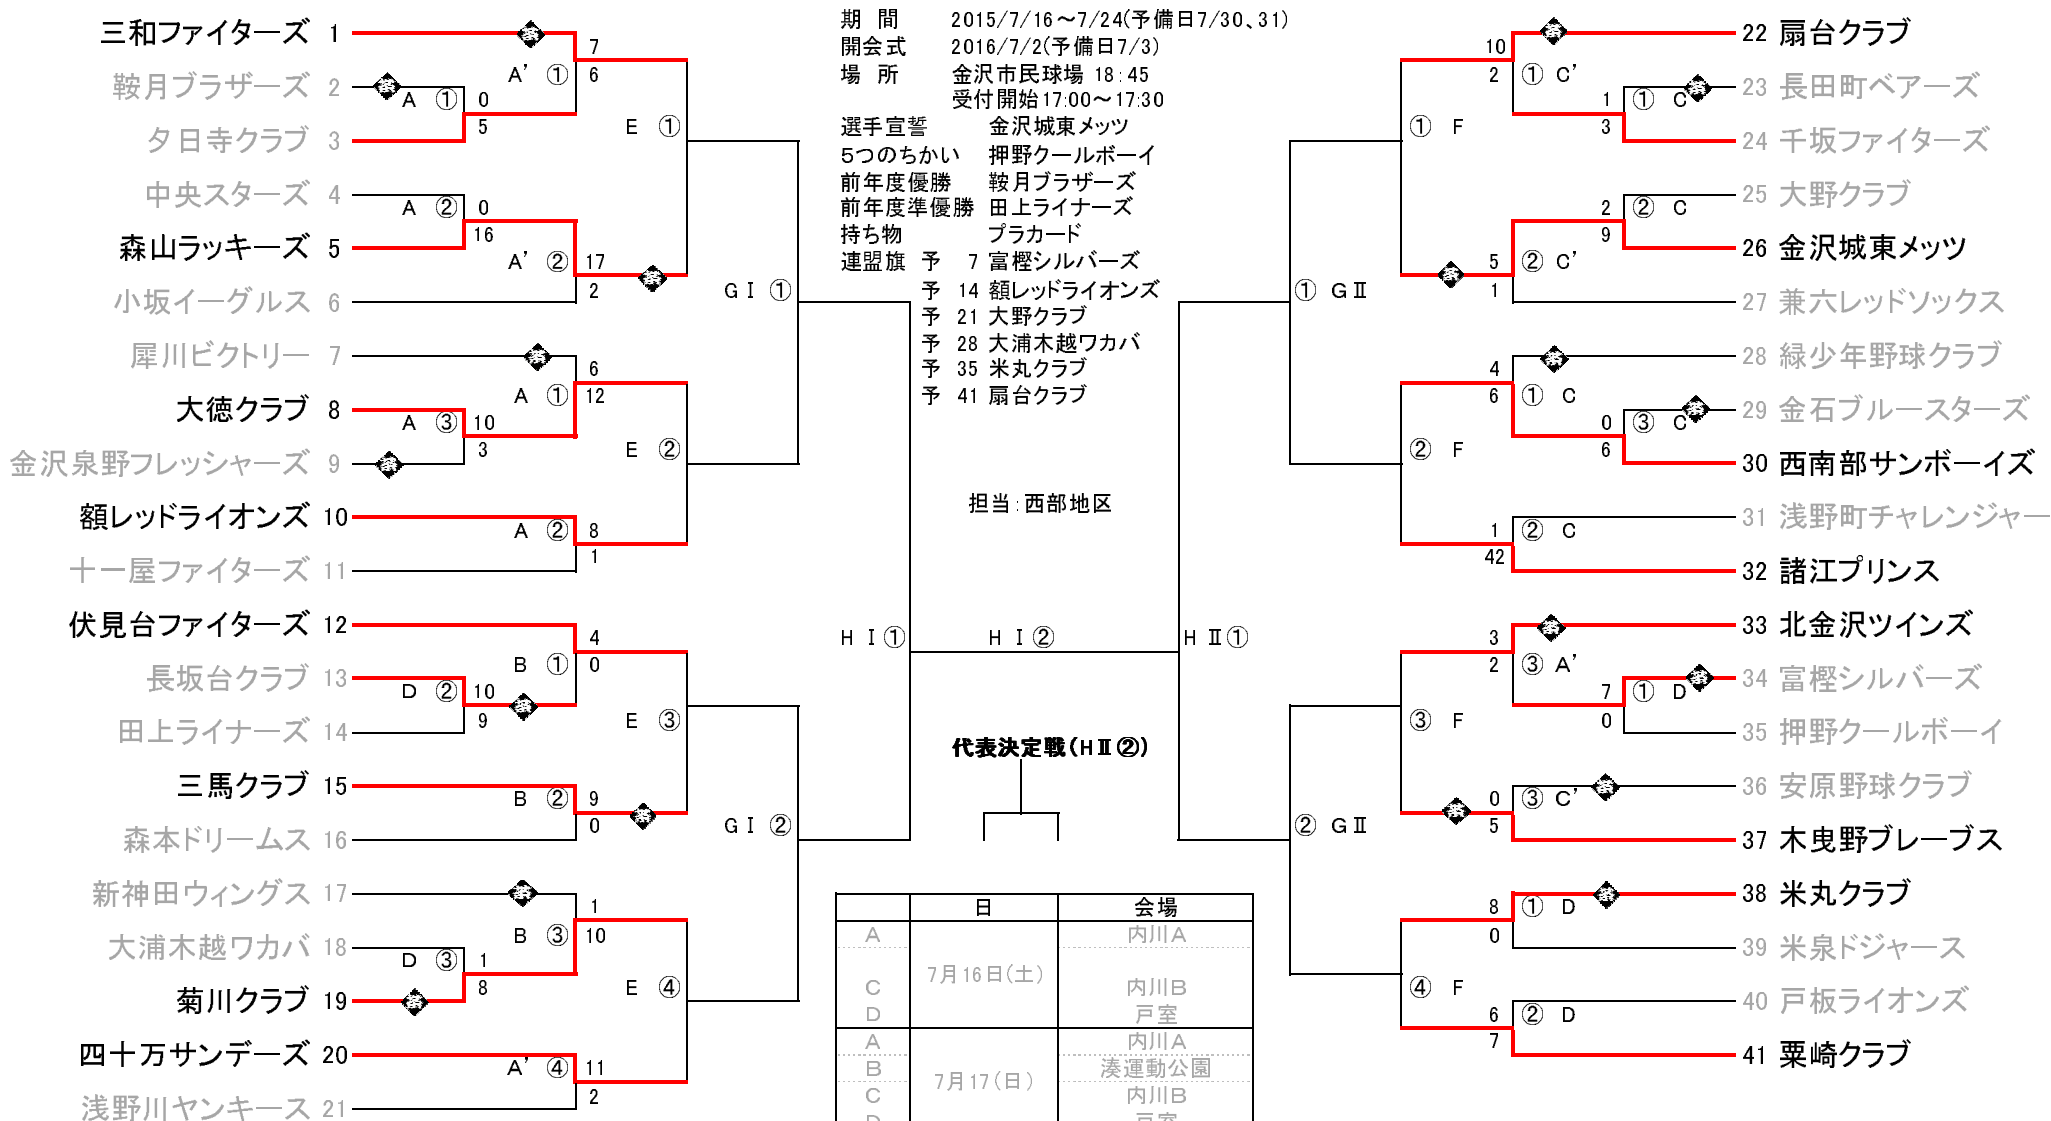 三和ファイターズ 1
鞍月ブラザーズ 2
夕日寺クラブ 3
中央スターズ 4
森山ラッキーズ 5
小坂イーグルス 6
犀川ビクトリー 7
大徳クラブ 8
金沢泉野フレッシャーズ 9
額レッドライオンズ 10
十一屋ファイターズ 11
伏見台ファイターズ 12
長坂台クラブ 13
田上ライナーズ 14
三馬クラブ 15
森本ドリームス 16
新神田ウィングス 17
大浦木越ワカバ 18
菊川クラブ 19
四十万サンデーズ 20
浅野川ヤンキース 21
A ① 0
5
A' ① 7
6
A ② 0
16
A' ② 17
2
A ③ 10
3
A ① 6
12
A ② 8
1
D ② 10
9
B ① 4
0
B ② 9
0
D ③ 1
8
B ③ 1
10
A' ④ 11
2
E ①
E ②
E ③
E ④
GⅠ ①
GⅠ ②
HⅠ①
HⅠ②
HⅡ①
期 間 2015/7/16～7/24(予備日7/30、31)
開会式 2016/7/2(予備日7/3)
場 所 金沢市民球場 18:45
受付開始17:00～17:30
選手宣誓 金沢城東メッツ
5つのちかい 押野クールボーイ
前年度優勝 鞍月ブラザーズ
前年度準優勝 田上ライナーズ
持ち物 プラカード
連盟旗 予 7 富樫シルバーズ
予 14 額レッドライオンズ
予 21 大野クラブ
予 28 大浦木越ワカバ
予 35 米丸クラブ
予 41 扇台クラブ
担当:西部地区
代表決定戦(HⅡ②)
日 会場
A 内川A
7月16日(土)
C 内川B
D 戸室
A 内川A
B 湊運動公園
7月17(日)
C 内川B
D 戸室
22 扇台クラブ
23 長田町ベアーズ
24 千坂ファイターズ
25 大野クラブ
26 金沢城東メッツ
27 兼六レッドソックス
28 緑少年野球クラブ
29 金石ブルースターズ
30 西南部サンボーイズ
31 浅野町チャレンジャー
32 諸江プリンス
33 北金沢ツインズ
34 富樫シルバーズ
35 押野クールボーイ
36 安原野球クラブ
37 木曳野ブレーブス
38 米丸クラブ
39 米泉ドジャース
40 戸板ライオンズ
41 粟崎クラブ
10
2 ① C'
1 ① C
3
2 ② C
9
5 ② C'
1
4
6 ① C
0 ③ C
6
1 ② C
42
3
2 ③ A'
7 ① D
0
0 ③ C'
5
8 ① D
0
6 ② D
7
① F
② F
③ F
④ F
① GⅡ
② GⅡ